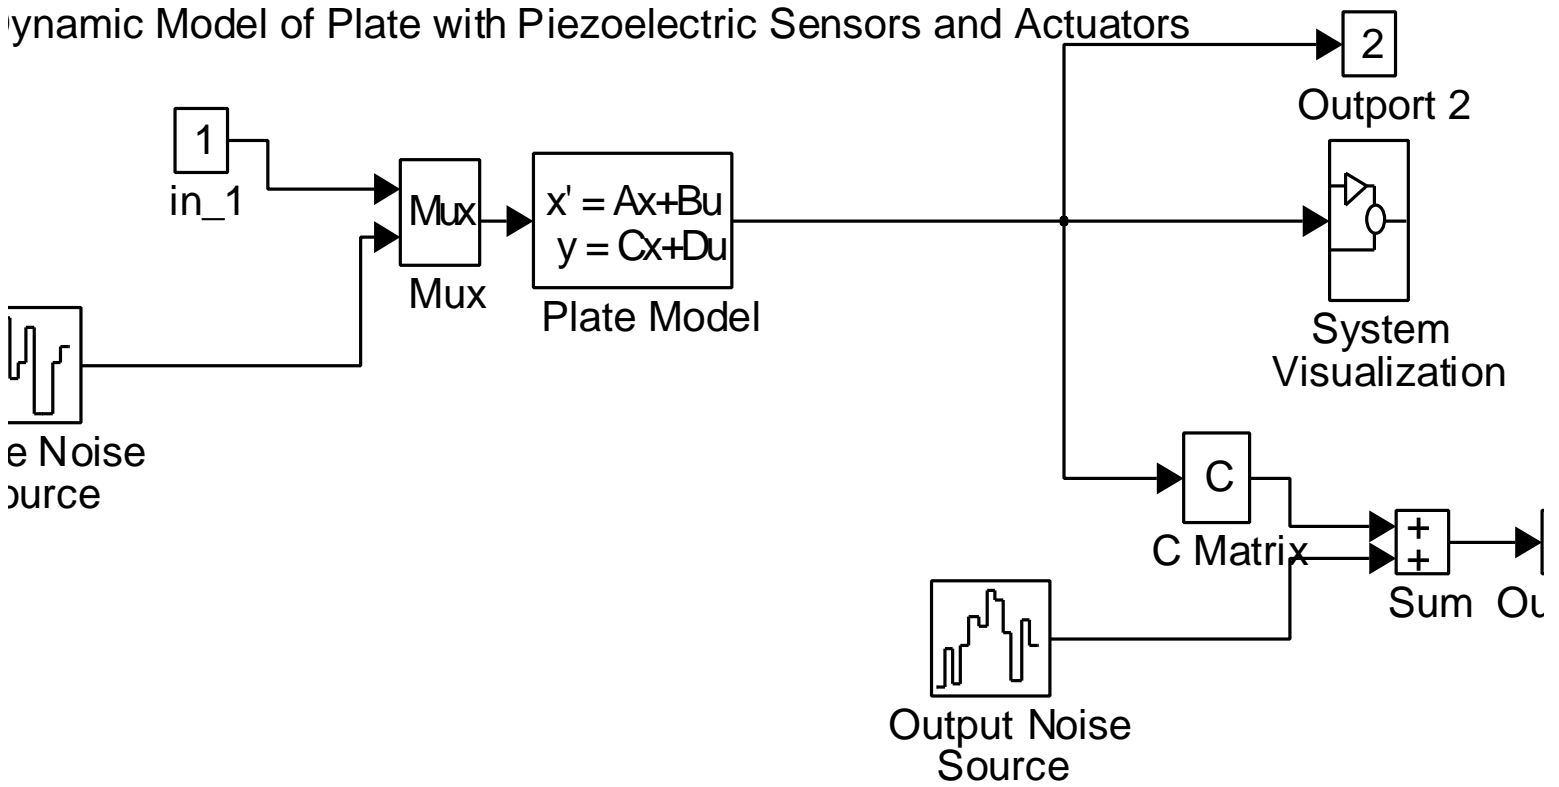 ynamic Model of Plate with Piezoelectric Sensors and Actuators
2
Outport 2
1
in_1
Mux
Mux
x' = Ax+Bu
y = Cx+Du
Plate Model
System
Visualization
e Noise
ource
C
C Matrix
+
+
Sum
Ou
Output Noise
Source